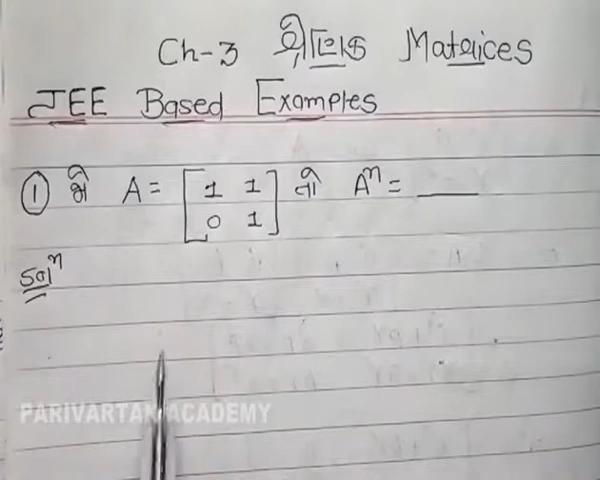 Ch-3 શ્રેણિક Matrices
JEE Based Examples
① જો A = [1 1 તો Aⁿ = ____
0 1]
Solⁿ
PARIVARTAN ACADEMY